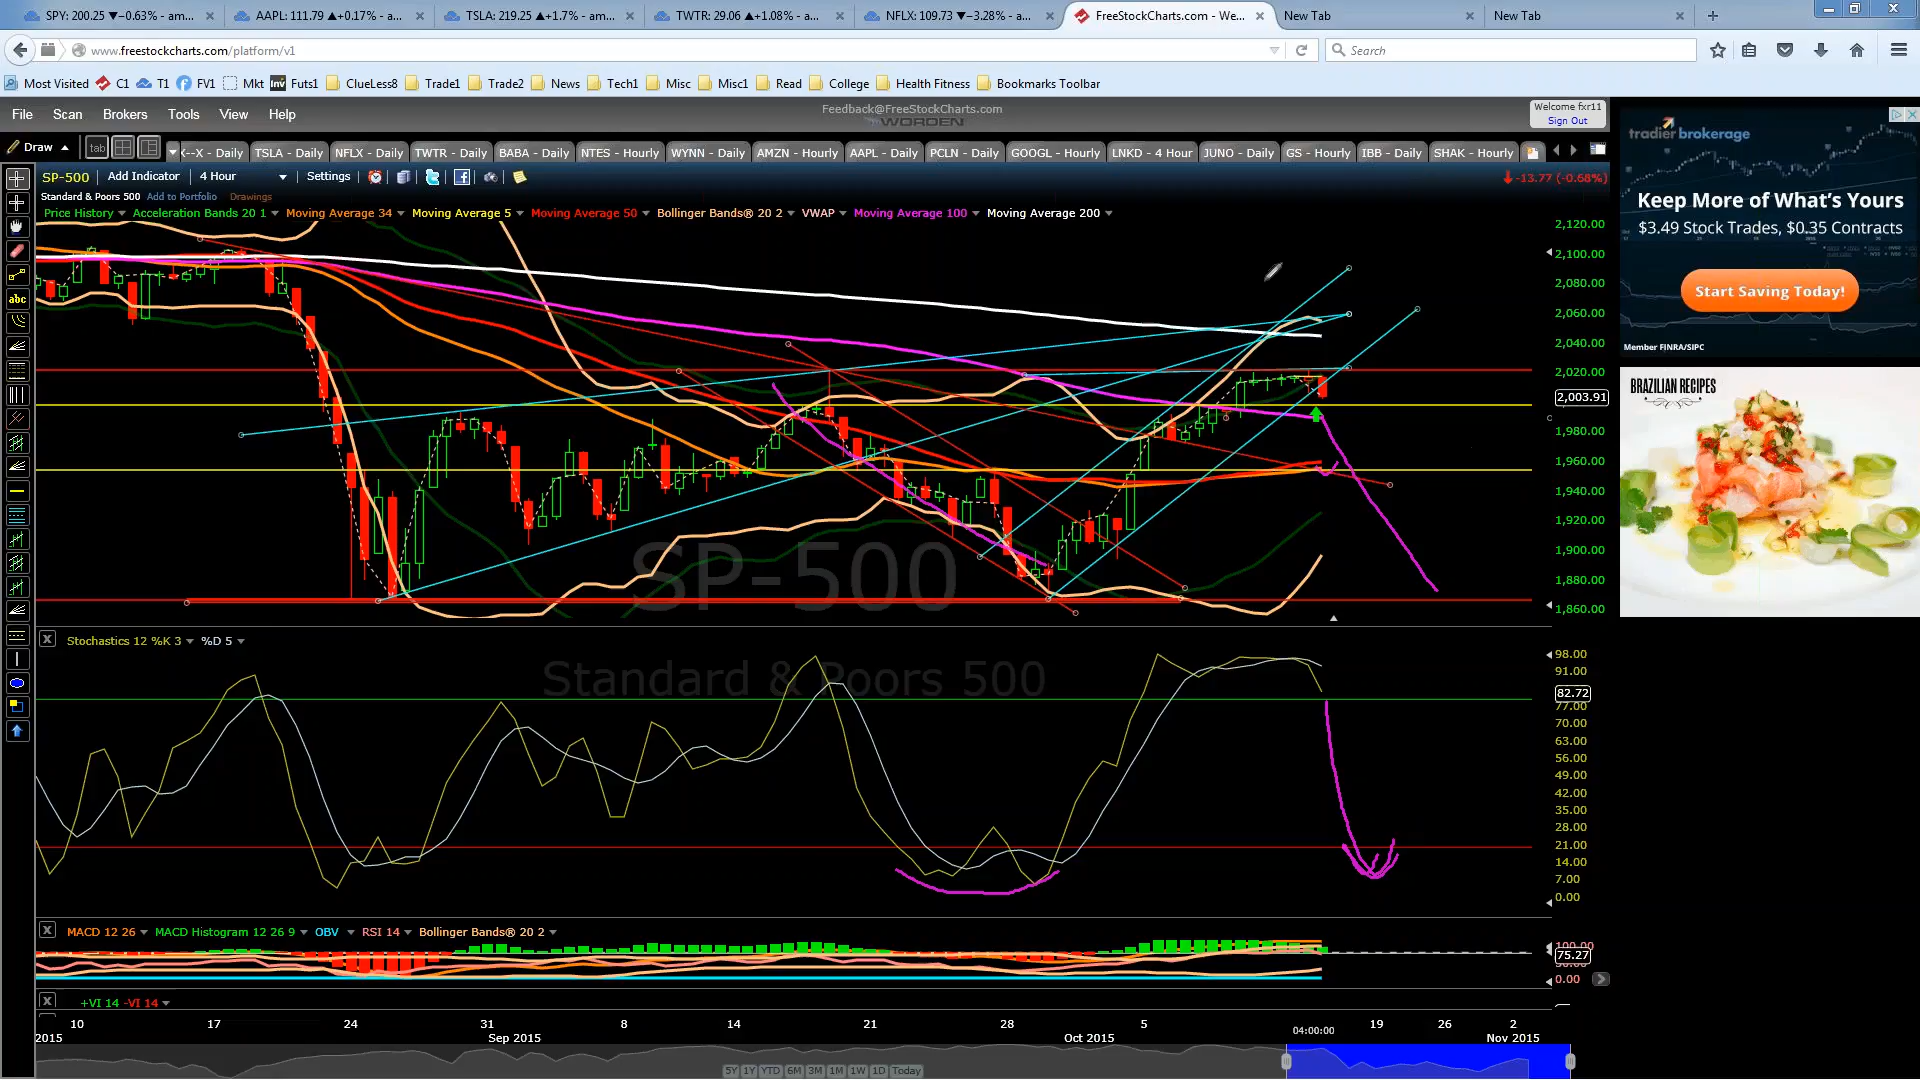 SPY: 200.25 ▼−0.63% - am...
AAPL: 111.79 ▲+0.17% - a...
TSLA: 219.25 ▲+1.7% - am...
TWTR: 29.06 ▲+1.08% - a...
NFLX: 109.73 ▼−3.28% - a...
FreeStockCharts.com - We...
New Tab
New Tab
www.freestockcharts.com/platform/v1
Search
Most Visited C1 T1 FV1 Mkt Inv Futs1 ClueLess8 Trade1 Trade2 News Tech1 Misc Misc1 Read College Health Fitness Bookmarks Toolbar
File Scan Brokers Tools View Help
Feedback@FreeStockCharts.com
WORDEN
Welcome fxr11
Sign Out
Draw tab X--X - Daily TSLA - Daily NFLX - Daily TWTR - Daily BABA - Daily NTES - Hourly WYNN - Daily AMZN - Hourly AAPL - Daily PCLN - Daily GOOGL - Hourly LNKD - 4 Hour JUNO - Daily GS - Hourly IBB - Daily SHAK - Hourly
SP-500 Add Indicator 4 Hour Settings
-13.77 (-0.68%)
Standard & Poors 500 Add to Portfolio Drawings
Price History Acceleration Bands 20 1 Moving Average 34 Moving Average 5 Moving Average 50 Bollinger Bands® 20 2 VWAP Moving Average 100 Moving Average 200
abc
2,120.00
2,100.00
2,080.00
2,060.00
2,040.00
2,020.00
2,003.91
1,980.00
1,960.00
1,940.00
1,920.00
1,900.00
1,880.00
1,860.00
SP-500
Standard & Poors 500
Stochastics 12 %K 3 %D 5
98.00
91.00
82.72
77.00
70.00
63.00
56.00
49.00
42.00
35.00
28.00
21.00
14.00
7.00
0.00
MACD 12 26 MACD Histogram 12 26 9 OBV RSI 14 Bollinger Bands® 20 2
100.00
75.27
0.00
+VI 14 -VI 14
10 17 24 31 8 14 21 28 5 04:00:00 19 26 2
2015 Sep 2015 Oct 2015 Nov 2015
5Y 1Y YTD 6M 3M 1M 1W 1D Today
tradier brokerage
Keep More of What's Yours
$3.49 Stock Trades, $0.35 Contracts
Start Saving Today!
Member FINRA/SIPC
BRAZILIAN RECIPES